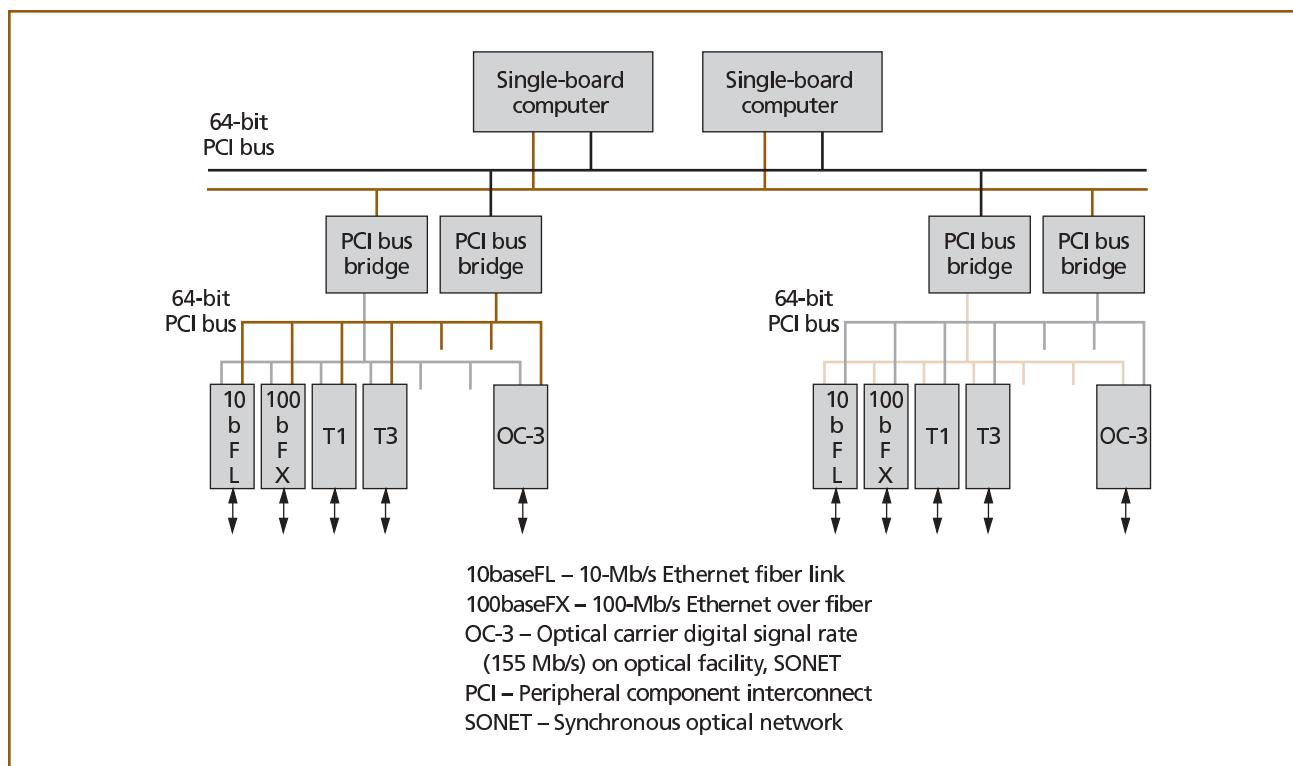 Single-board
computer
Single-board
computer
64-bit
PCI bus
PCI bus
bridge
PCI bus
bridge
PCI bus
bridge
PCI bus
bridge
64-bit
PCI bus
64-bit
PCI bus
10
b
F
L
100
b
F
X
T1
T3
OC-3
10
b
F
L
100
b
F
X
T1
T3
OC-3
10baseFL – 10-Mb/s Ethernet fiber link
100baseFX – 100-Mb/s Ethernet over fiber
OC-3 – Optical carrier digital signal rate
(155 Mb/s) on optical facility, SONET
PCI – Peripheral component interconnect
SONET – Synchronous optical network